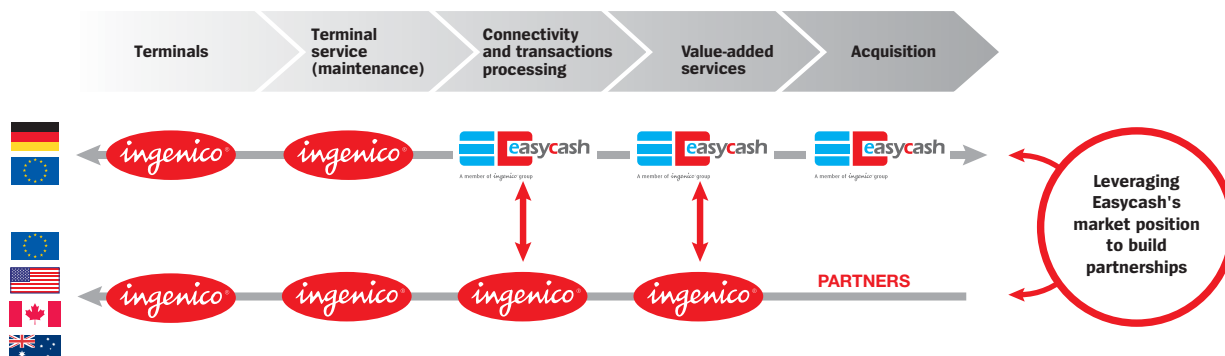 Terminals
Terminal
service
(maintenance)
Connectivity
and transactions
processing
Value-added
services
Acquisition
ingenico®
ingenico®
easycash
A member of ingenico group
easycash
A member of ingenico group
easycash
A member of ingenico group
Leveraging
Easycash's
market position
to build
partnerships
ingenico®
ingenico®
ingenico®
ingenico®
PARTNERS